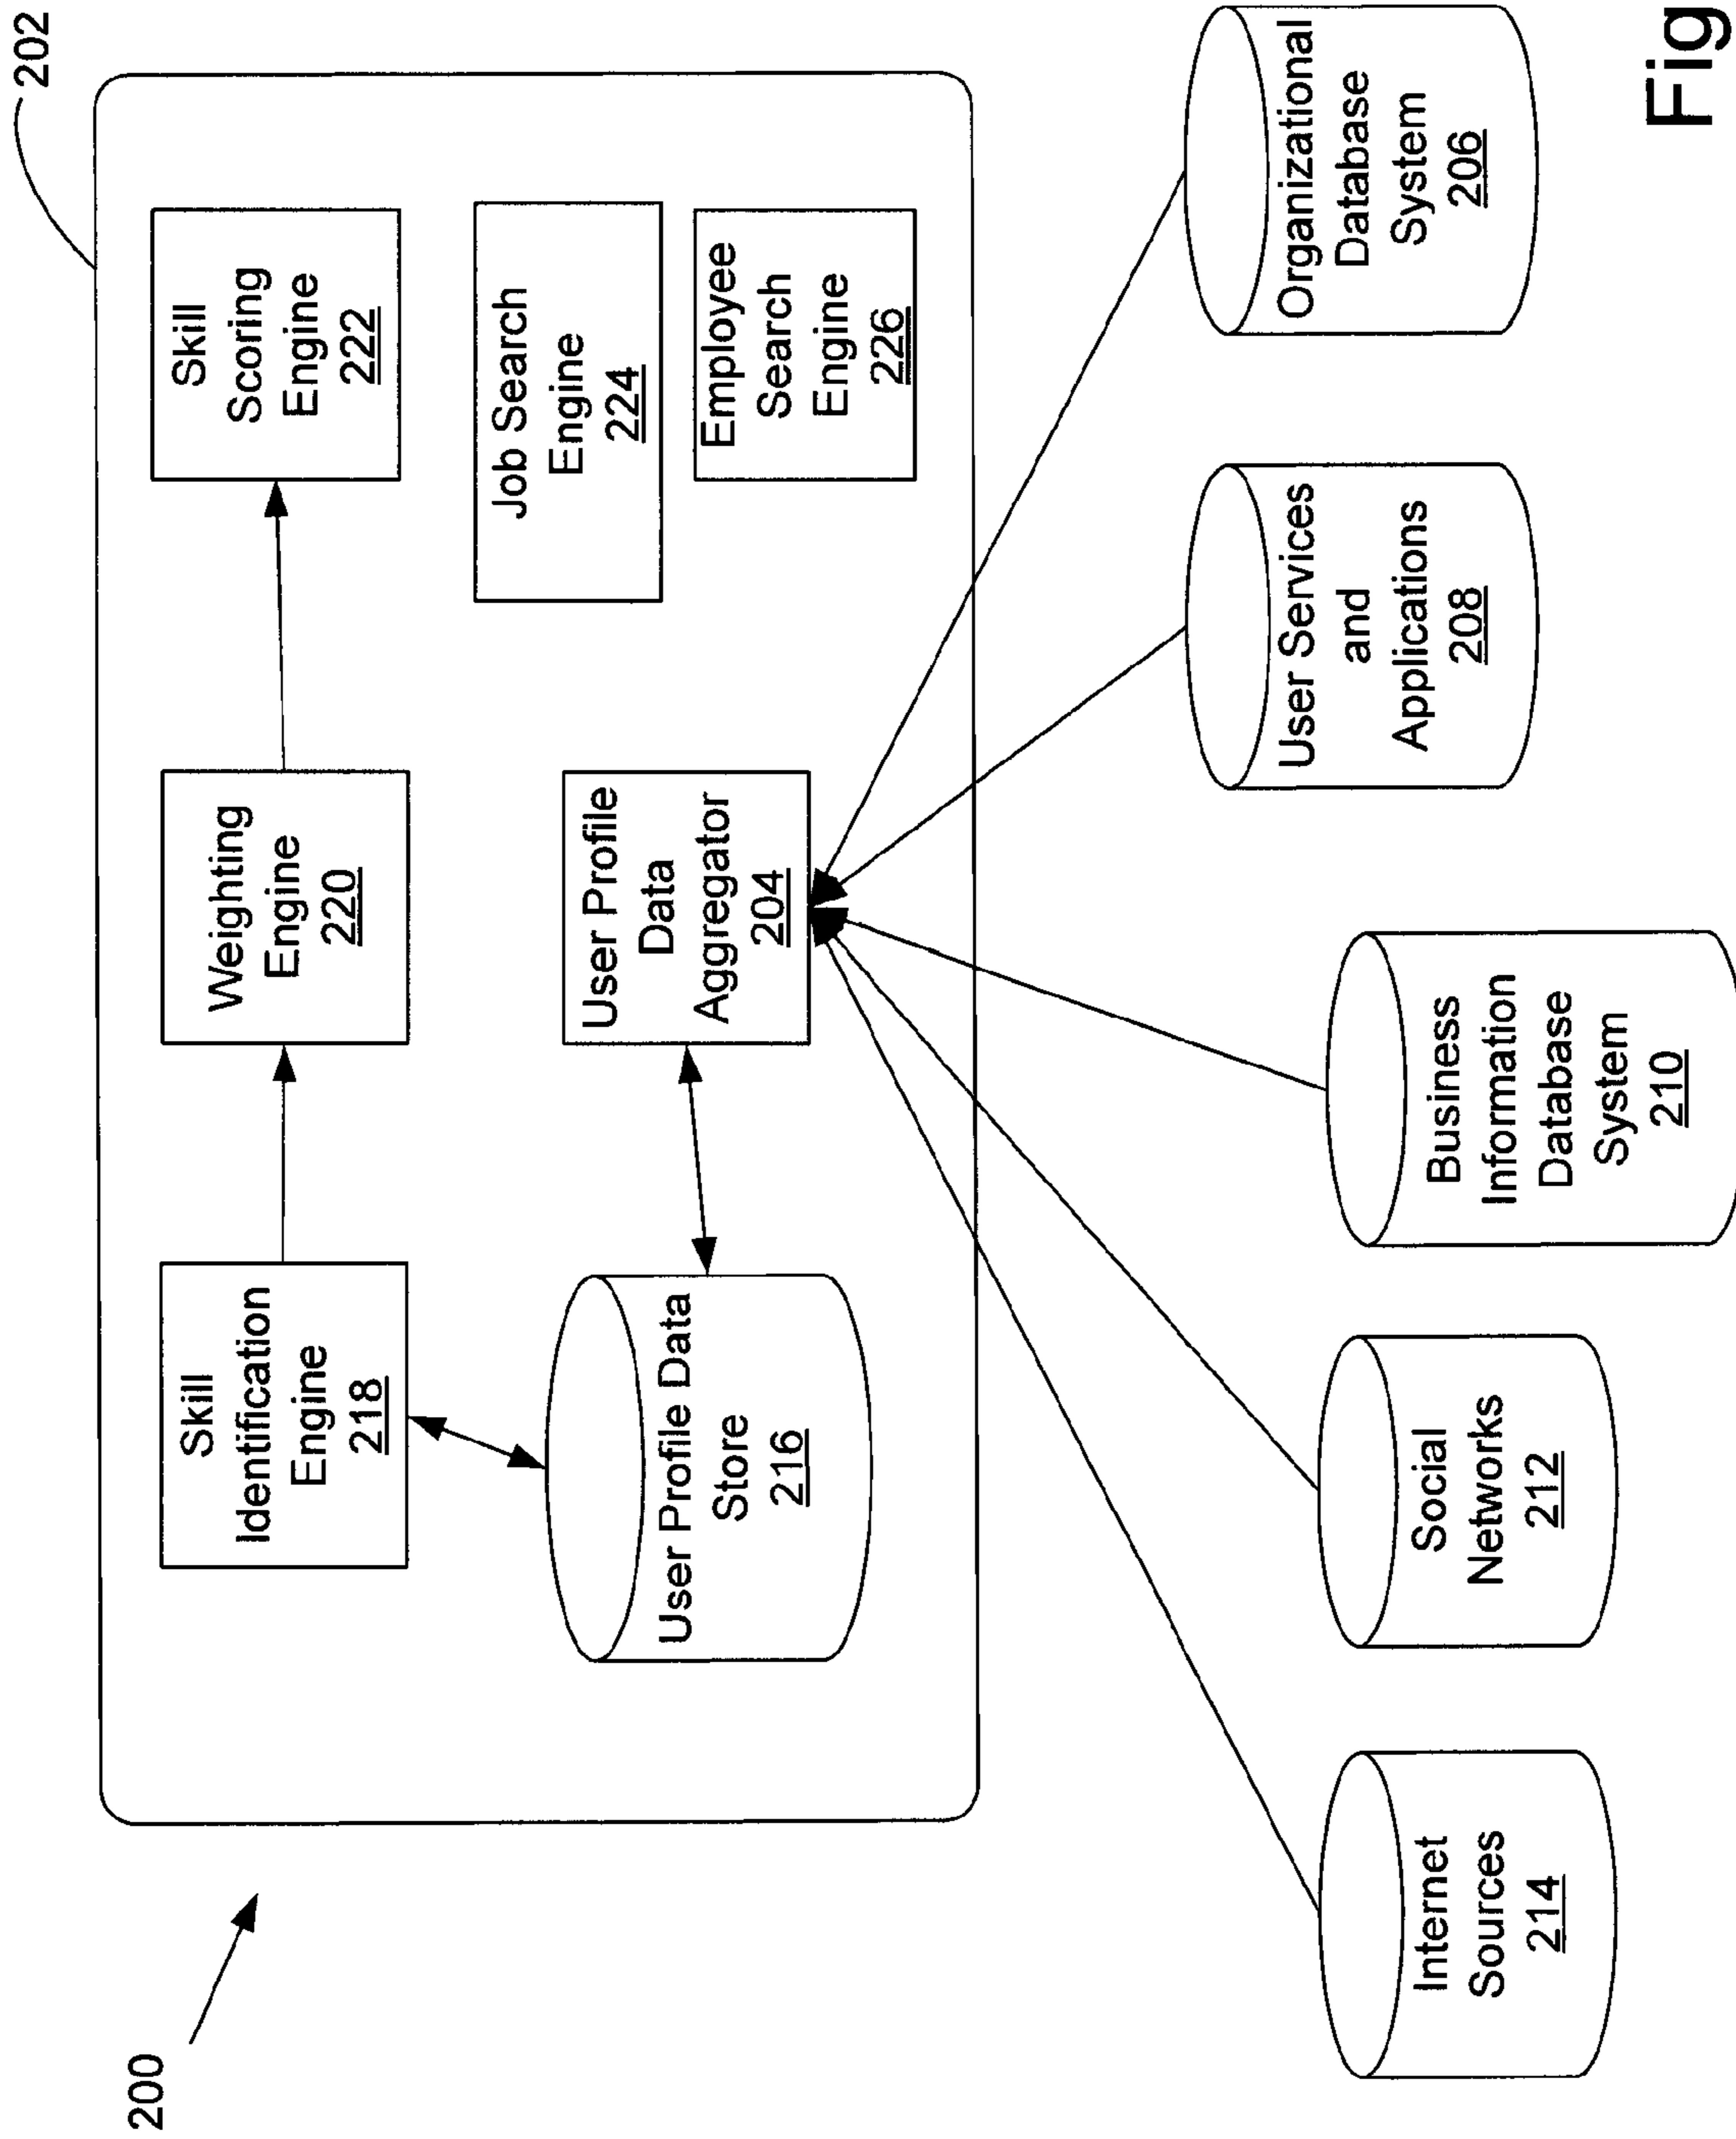 200
202
Skill
Identification
Engine
218
Weighting
Engine
220
Skill
Scoring
Engine
222
User Profile Data
Store
216
User Profile
Data
Aggregator
204
Job Search
Engine
224
Employee
Search
Engine
226
Internet
Sources
214
Social
Networks
212
Business
Information
Database
System
210
User Services
and
Applications
208
Organizational
Database
System
206
Fig